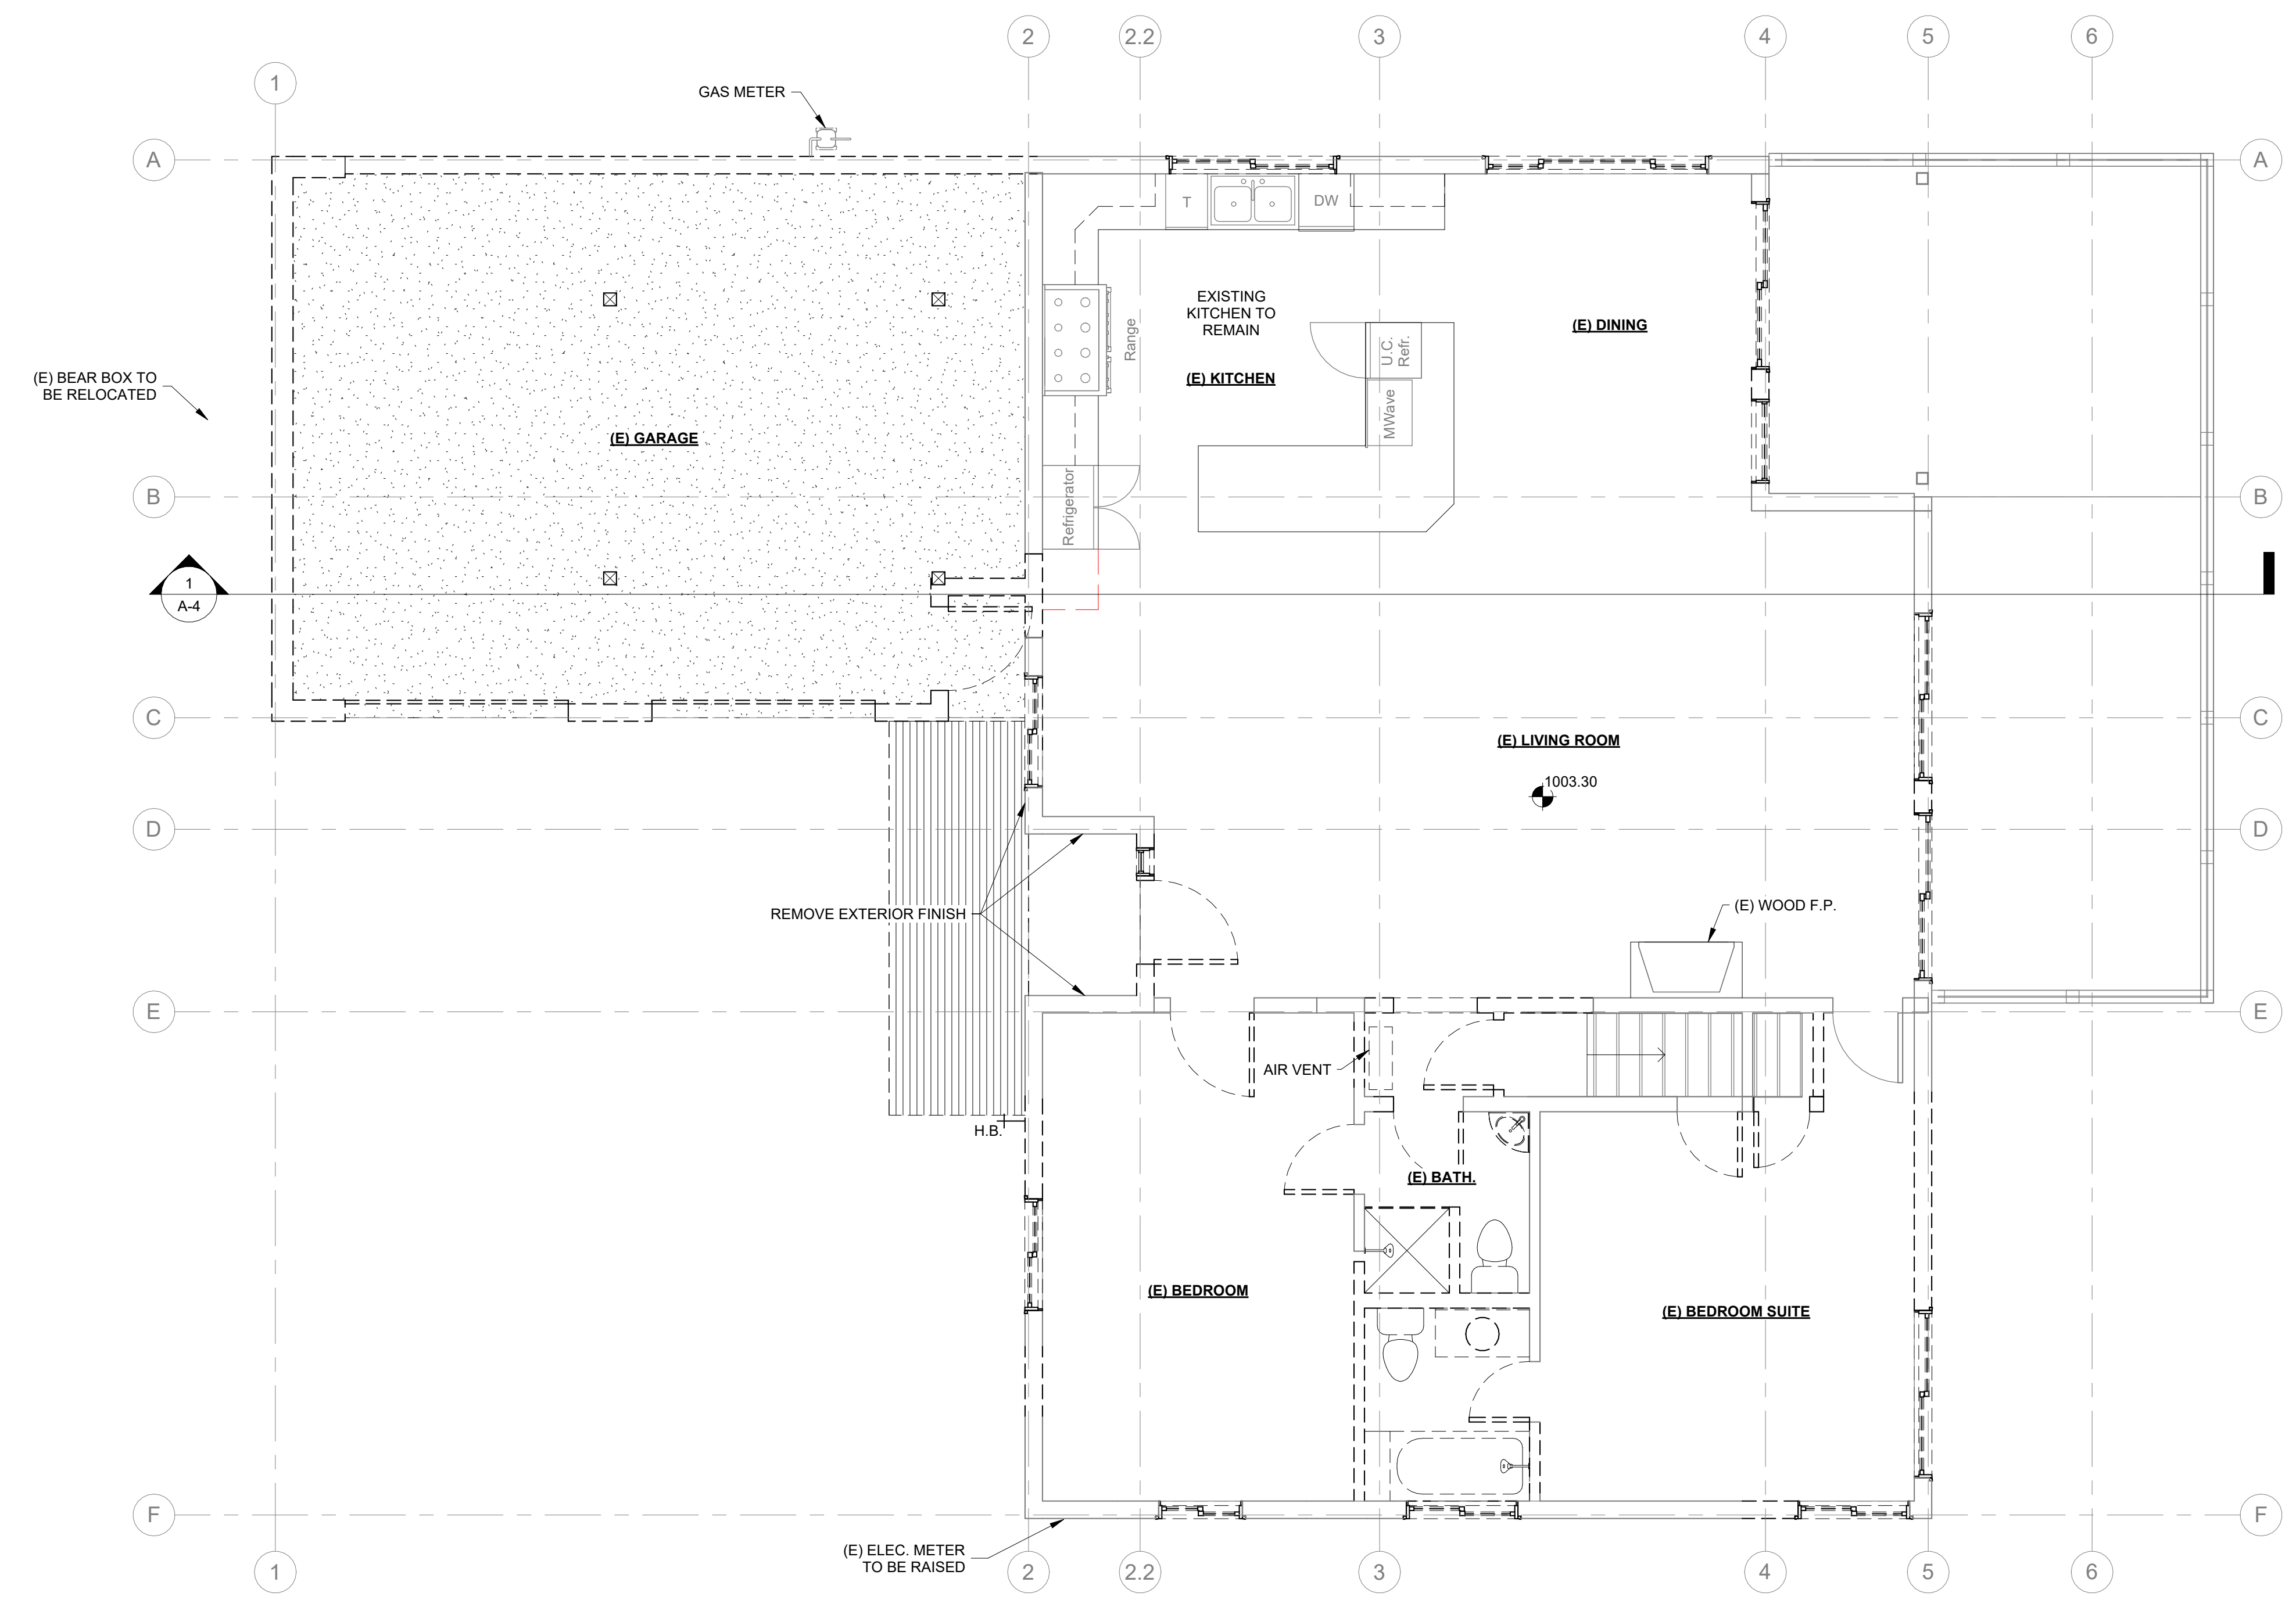 2
2.2
3
4
5
6
1
GAS METER
A
A
T
DW
EXISTING
KITCHEN TO
REMAIN
Range
(E) DINING
U.C.
Refr.
(E) KITCHEN
(E) BEAR BOX TO
BE RELOCATED
MWave
(E) GARAGE
B
B
Refrigerator
1
A-4
C
C
(E) LIVING ROOM
1003.30
D
D
REMOVE EXTERIOR FINISH
(E) WOOD F.P.
E
E
AIR VENT
H.B.
(E) BATH.
(E) BEDROOM
(E) BEDROOM SUITE
F
F
(E) ELEC. METER
TO BE RAISED
1
2
2.2
3
4
5
6